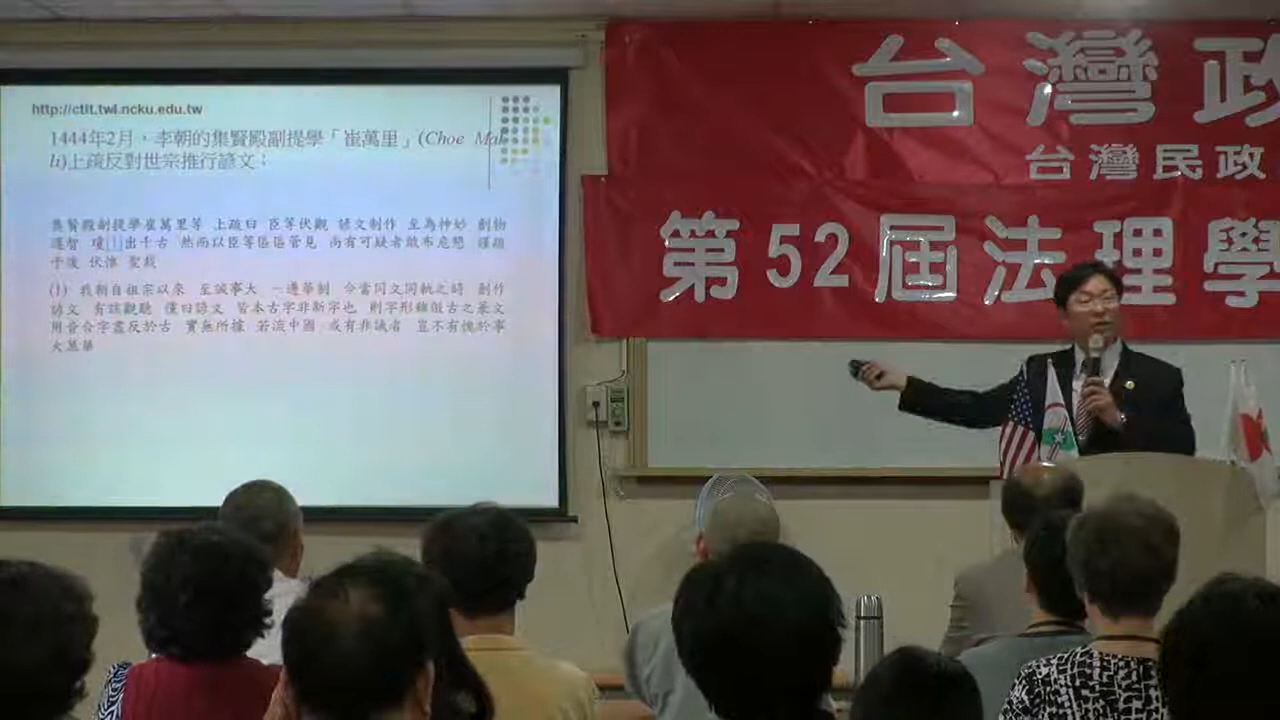 http://ctlt.twl.ncku.edu.tw
1444年2月，李朝的集賢殿副提學「崔萬里」(Choe Mal-
li)上疏反對世宗推行諺文：
集賢殿副提學崔萬里等 上疏曰 臣等伏覩 諺文制作 至為神妙 創物
運智 夐[1]出千古 然而以臣等區區管見 尚有可疑者 敢布危懇 謹疏
于後 伏惟 聖裁
(1) 我朝自祖宗以來 至誠事大 一遵華制 今當同文同軌之時 創作
諺文 有駭觀聽 儻曰諺文 皆本古字非新字也 則字形雖倣古之篆文
用音合字盡反於古 實無所據 若流中國 或有非議者 豈不有愧於事
大慕華
台灣政
台灣民政
第52屆法理學